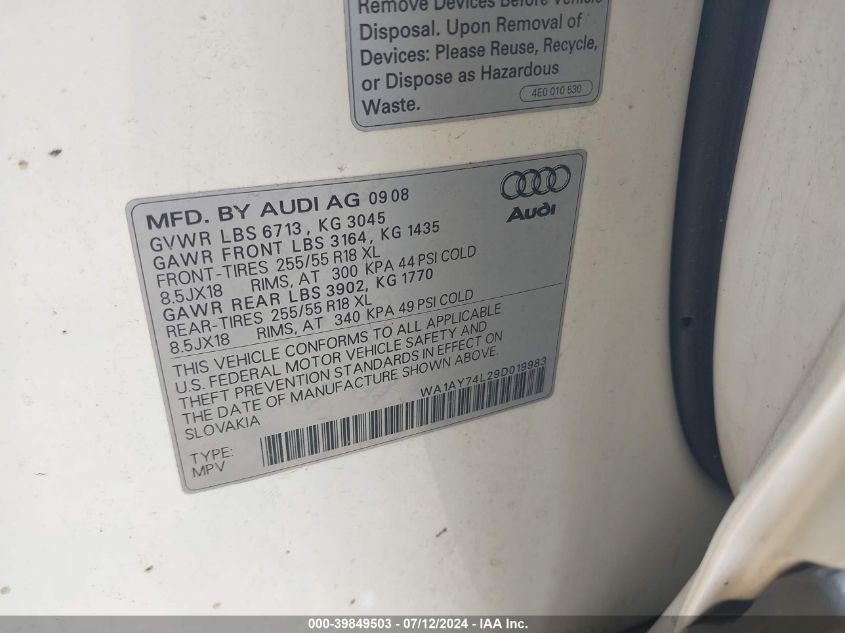 Remove Devices Before Vehicle
Disposal. Upon Removal of
Devices: Please Reuse, Recycle,
or Dispose as Hazardous
Waste.
4E0 010 530
MFD. BY AUDI AG 09 08
Audi
GVWR LBS 6713, KG 3045
GAWR FRONT LBS 3164, KG 1435
FRONT-TIRES 255/55 R18 XL
8.5JX18 RIMS, AT 300 KPA 44 PSI COLD
GAWR REAR LBS 3902, KG 1770
REAR-TIRES 255/55 R18 XL
8.5JX18 RIMS, AT 340 KPA 49 PSI COLD
THIS VEHICLE CONFORMS TO ALL APPLICABLE
U.S. FEDERAL MOTOR VEHICLE SAFETY AND
THEFT PREVENTION STANDARDS IN EFFECT ON
THE DATE OF MANUFACTURE SHOWN ABOVE.
SLOVAKIA
WA1AY74L29D019983
TYPE:
MPV
000-39849503 - 07/12/2024 - IAA Inc.